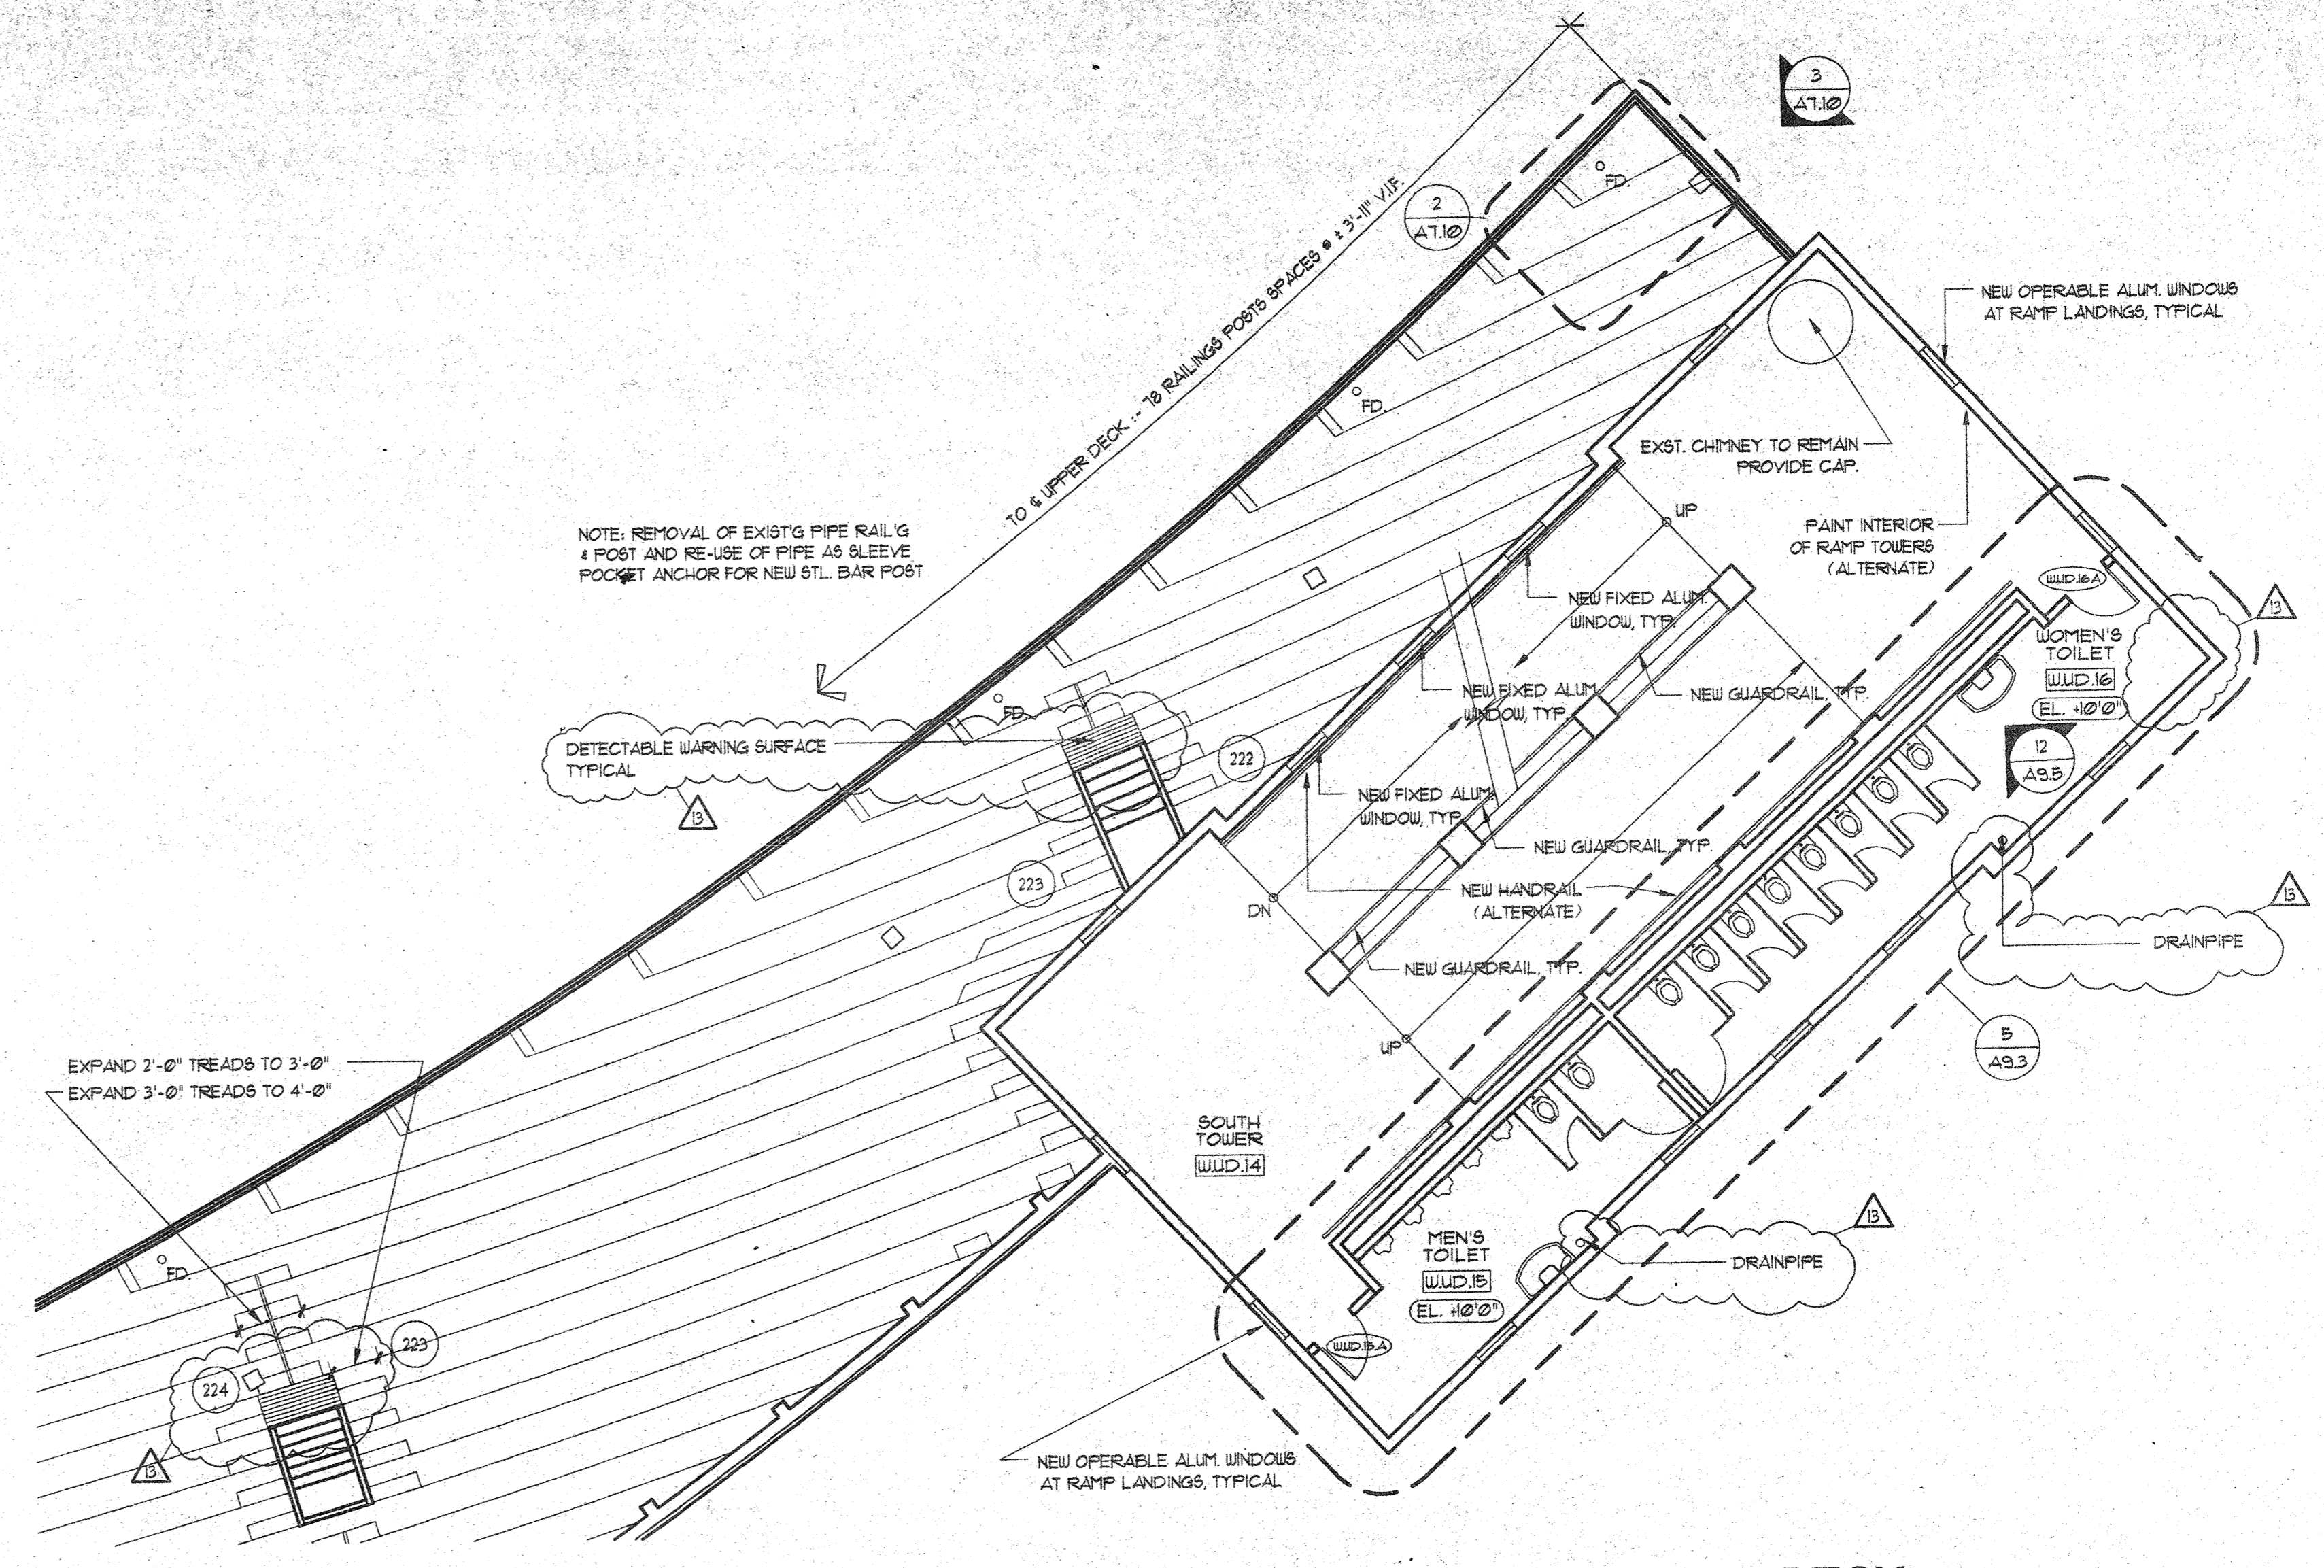 3
A7.10
2
A7.10
FD.
TO ℄ UPPER DECK :- 78 RAILINGS POSTS SPACES @ ± 3'-11" V.I.F.
NEW OPERABLE ALUM. WINDOWS
AT RAMP LANDINGS, TYPICAL
FD.
EXST. CHIMNEY TO REMAIN
PROVIDE CAP.
UP
NOTE: REMOVAL OF EXIST'G PIPE RAIL'G
& POST AND RE-USE OF PIPE AS SLEEVE
POCKET ANCHOR FOR NEW STL. BAR POST
PAINT INTERIOR
OF RAMP TOWERS
(ALTERNATE)
W.UD.16A
13
NEW FIXED ALUM.
WINDOW, TYP.
WOMEN'S
TOILET
W.UD.16
EL. +10'0"
NEW FIXED ALUM.
WINDOW, TYP.
NEW GUARDRAIL, TYP.
FD.
DETECTABLE WARNING SURFACE
TYPICAL
13
222
12
A9.5
NEW FIXED ALUM.
WINDOW, TYP.
NEW GUARDRAIL, TYP.
223
NEW HANDRAIL
(ALTERNATE)
DN
13
DRAINPIPE
NEW GUARDRAIL, TYP.
UP
5
A9.3
EXPAND 2'-0" TREADS TO 3'-0"
EXPAND 3'-0" TREADS TO 4'-0"
SOUTH
TOWER
W.UD.14
13
MEN'S
TOILET
W.UD.15
EL. +10'0"
DRAINPIPE
FD.
W.UD.15.A
223
224
13
NEW OPERABLE ALUM. WINDOWS
AT RAMP LANDINGS, TYPICAL